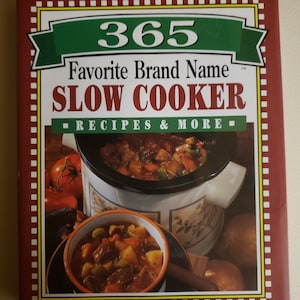 365
Favorite Brand Name
SLOW COOKER
RECIPES & MORE